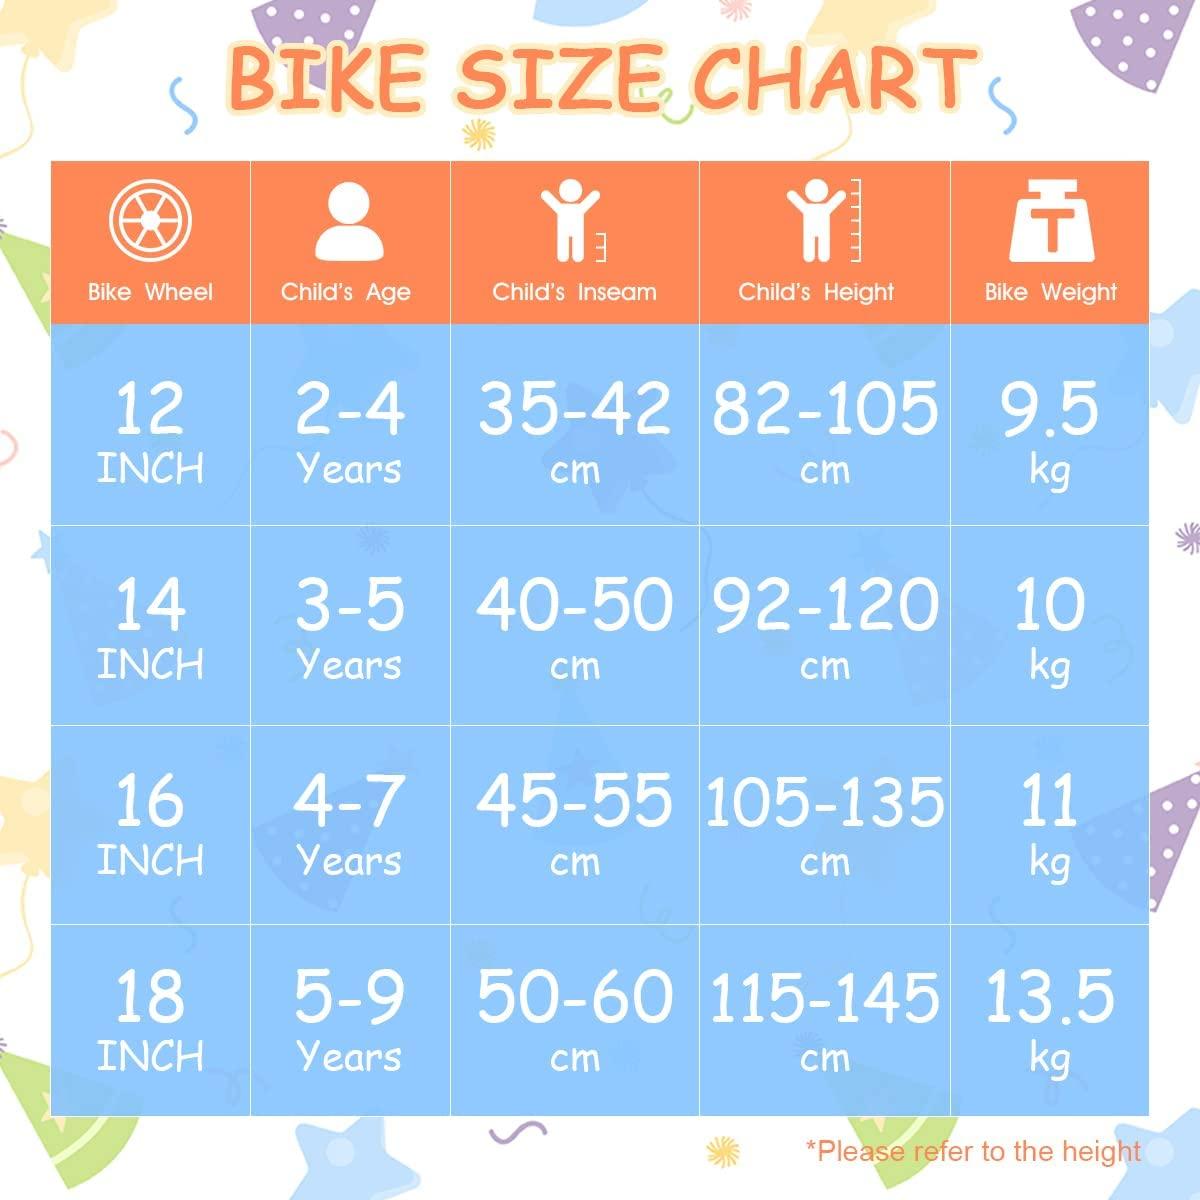 BIKE SIZE CHART
Bike Wheel
Child's Age
Child's Inseam
Child's Height
T
Bike Weight
12
INCH
2-4
Years
35-42
cm
82-105
cm
9.5
kg
14
INCH
3-5
Years
40-50
cm
92-120
cm
10
kg
16
INCH
4-7
Years
45-55
cm
105-135
cm
11
kg
18
INCH
5-9
Years
50-60
cm
115-145
cm
13.5
kg
*Please refer to the height